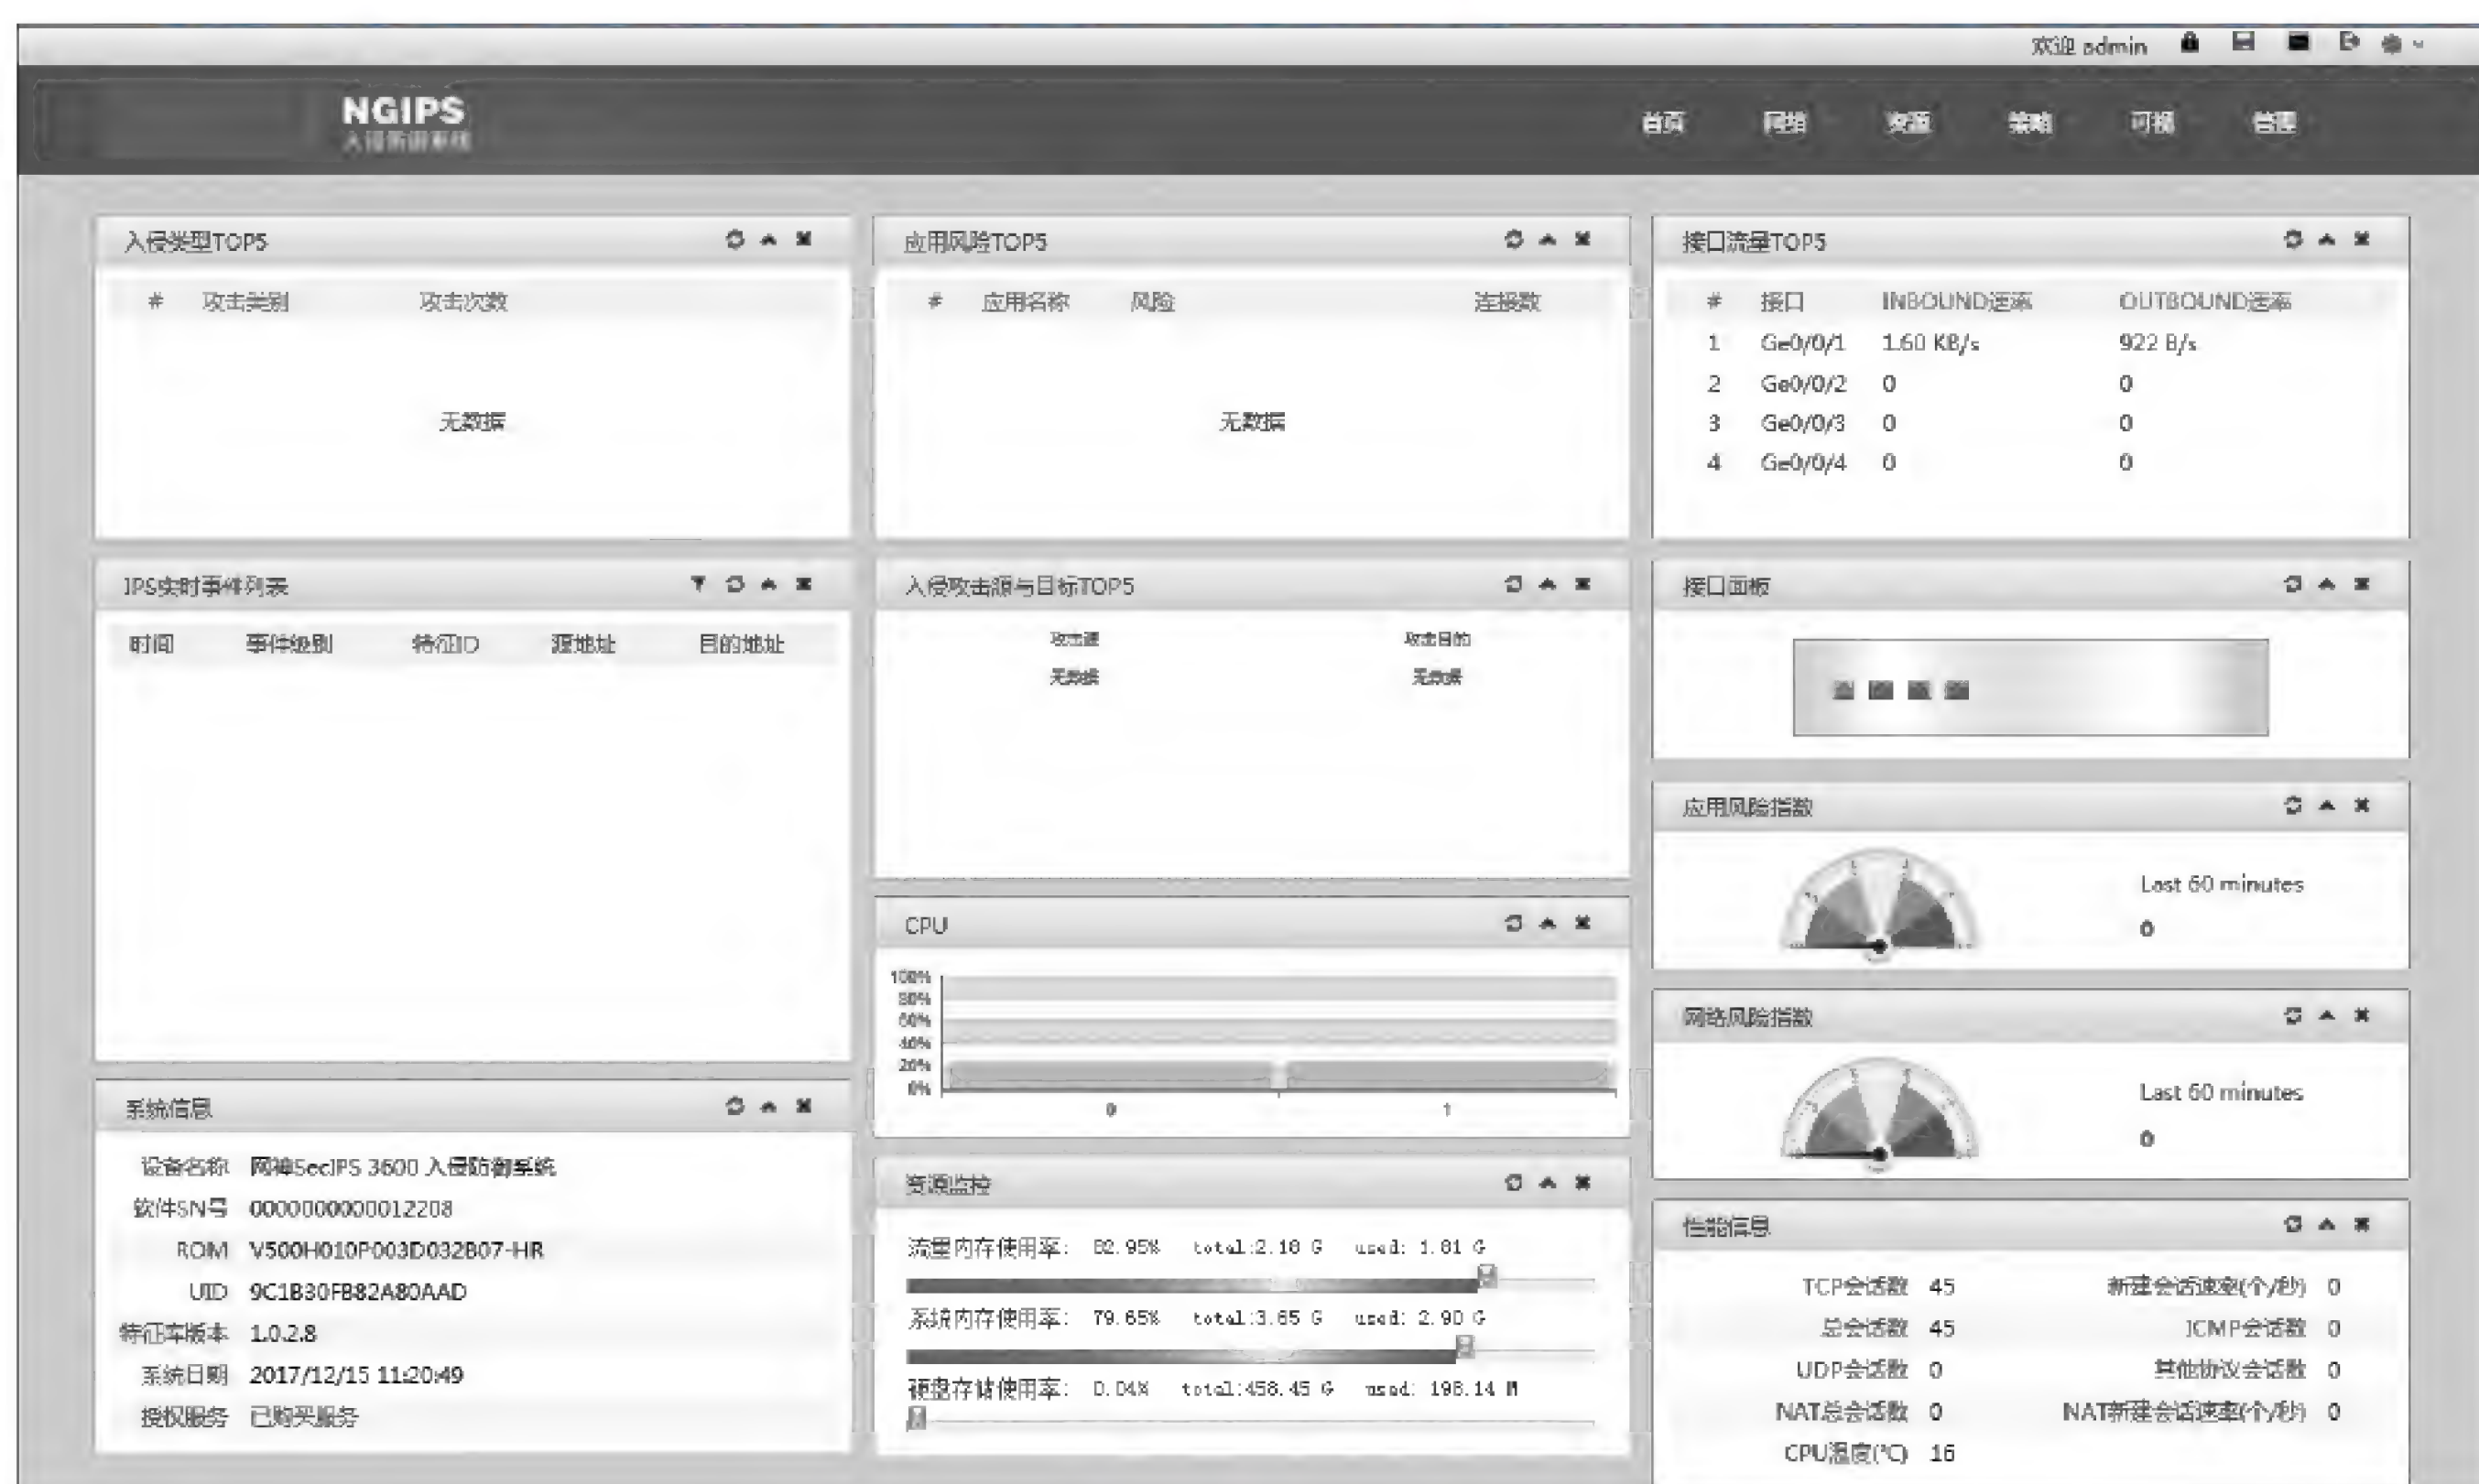 欢迎 admin
NGIPS
入侵防御系统
首页 网络 资源 策略 可视 管理
入侵类型TOP5
# 攻击类别 攻击次数
无数据
应用风险TOP5
# 应用名称 风险 连接数
无数据
接口流量TOP5
# 接口 INBOUND速率 OUTBOUND速率
1 Ge0/0/1 1.60 KB/s 922 B/s
2 Ge0/0/2 0 0
3 Ge0/0/3 0 0
4 Ge0/0/4 0 0
IPS实时事件列表
时间 事件级别 特征ID 源地址 目的地址
入侵攻击源与目标TOP5
攻击源 攻击目的
无数据 无数据
接口面板
应用风险指数
Last 60 minutes
0
CPU
100%
80%
60%
40%
20%
0%
0 1
网络风险指数
Last 60 minutes
0
系统信息
设备名称 网神SecIPS 3600 入侵防御系统
软件SN号 0000000000012208
ROM V500H010P003D032B07-HR
UID 9C1B30FB82A80AAD
特征库版本 1.0.2.8
系统日期 2017/12/15 11:20:49
授权服务 已购买服务
资源监控
流量内存使用率: 82.95% total:2.18 G used: 1.81 G
系统内存使用率: 79.65% total:3.65 G used: 2.90 G
硬盘存储使用率: 0.04% total:458.45 G used: 198.14 M
性能信息
TCP会话数 45 新建会话速率(个/秒) 0
总会话数 45 ICMP会话数 0
UDP会话数 0 其他协议会话数 0
NAT总会话数 0 NAT新建会话速率(个/秒) 0
CPU温度(℃) 16